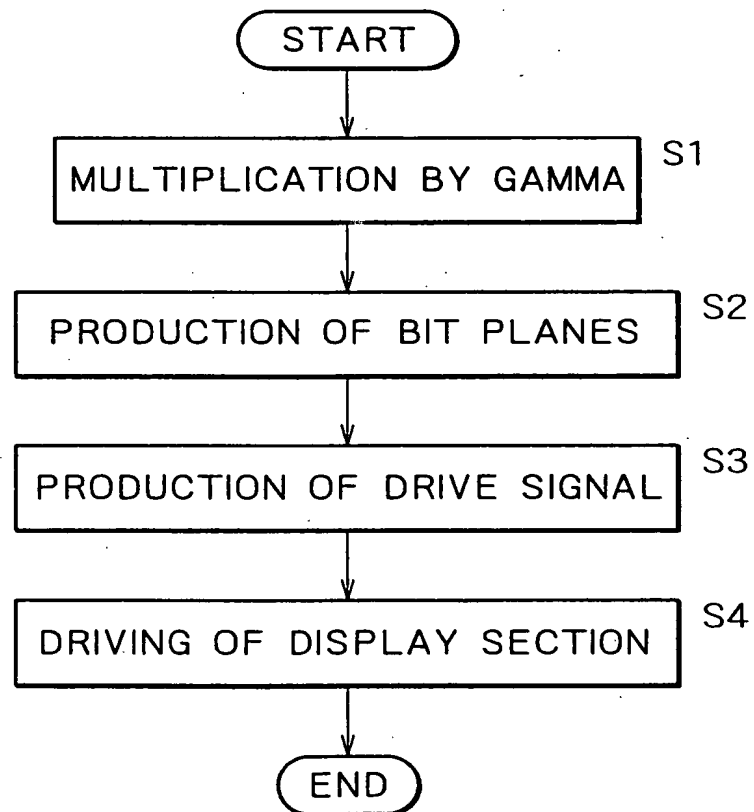 START
MULTIPLICATION BY GAMMA
S1
PRODUCTION OF BIT PLANES
S2
PRODUCTION OF DRIVE SIGNAL
S3
DRIVING OF DISPLAY SECTION
S4
END